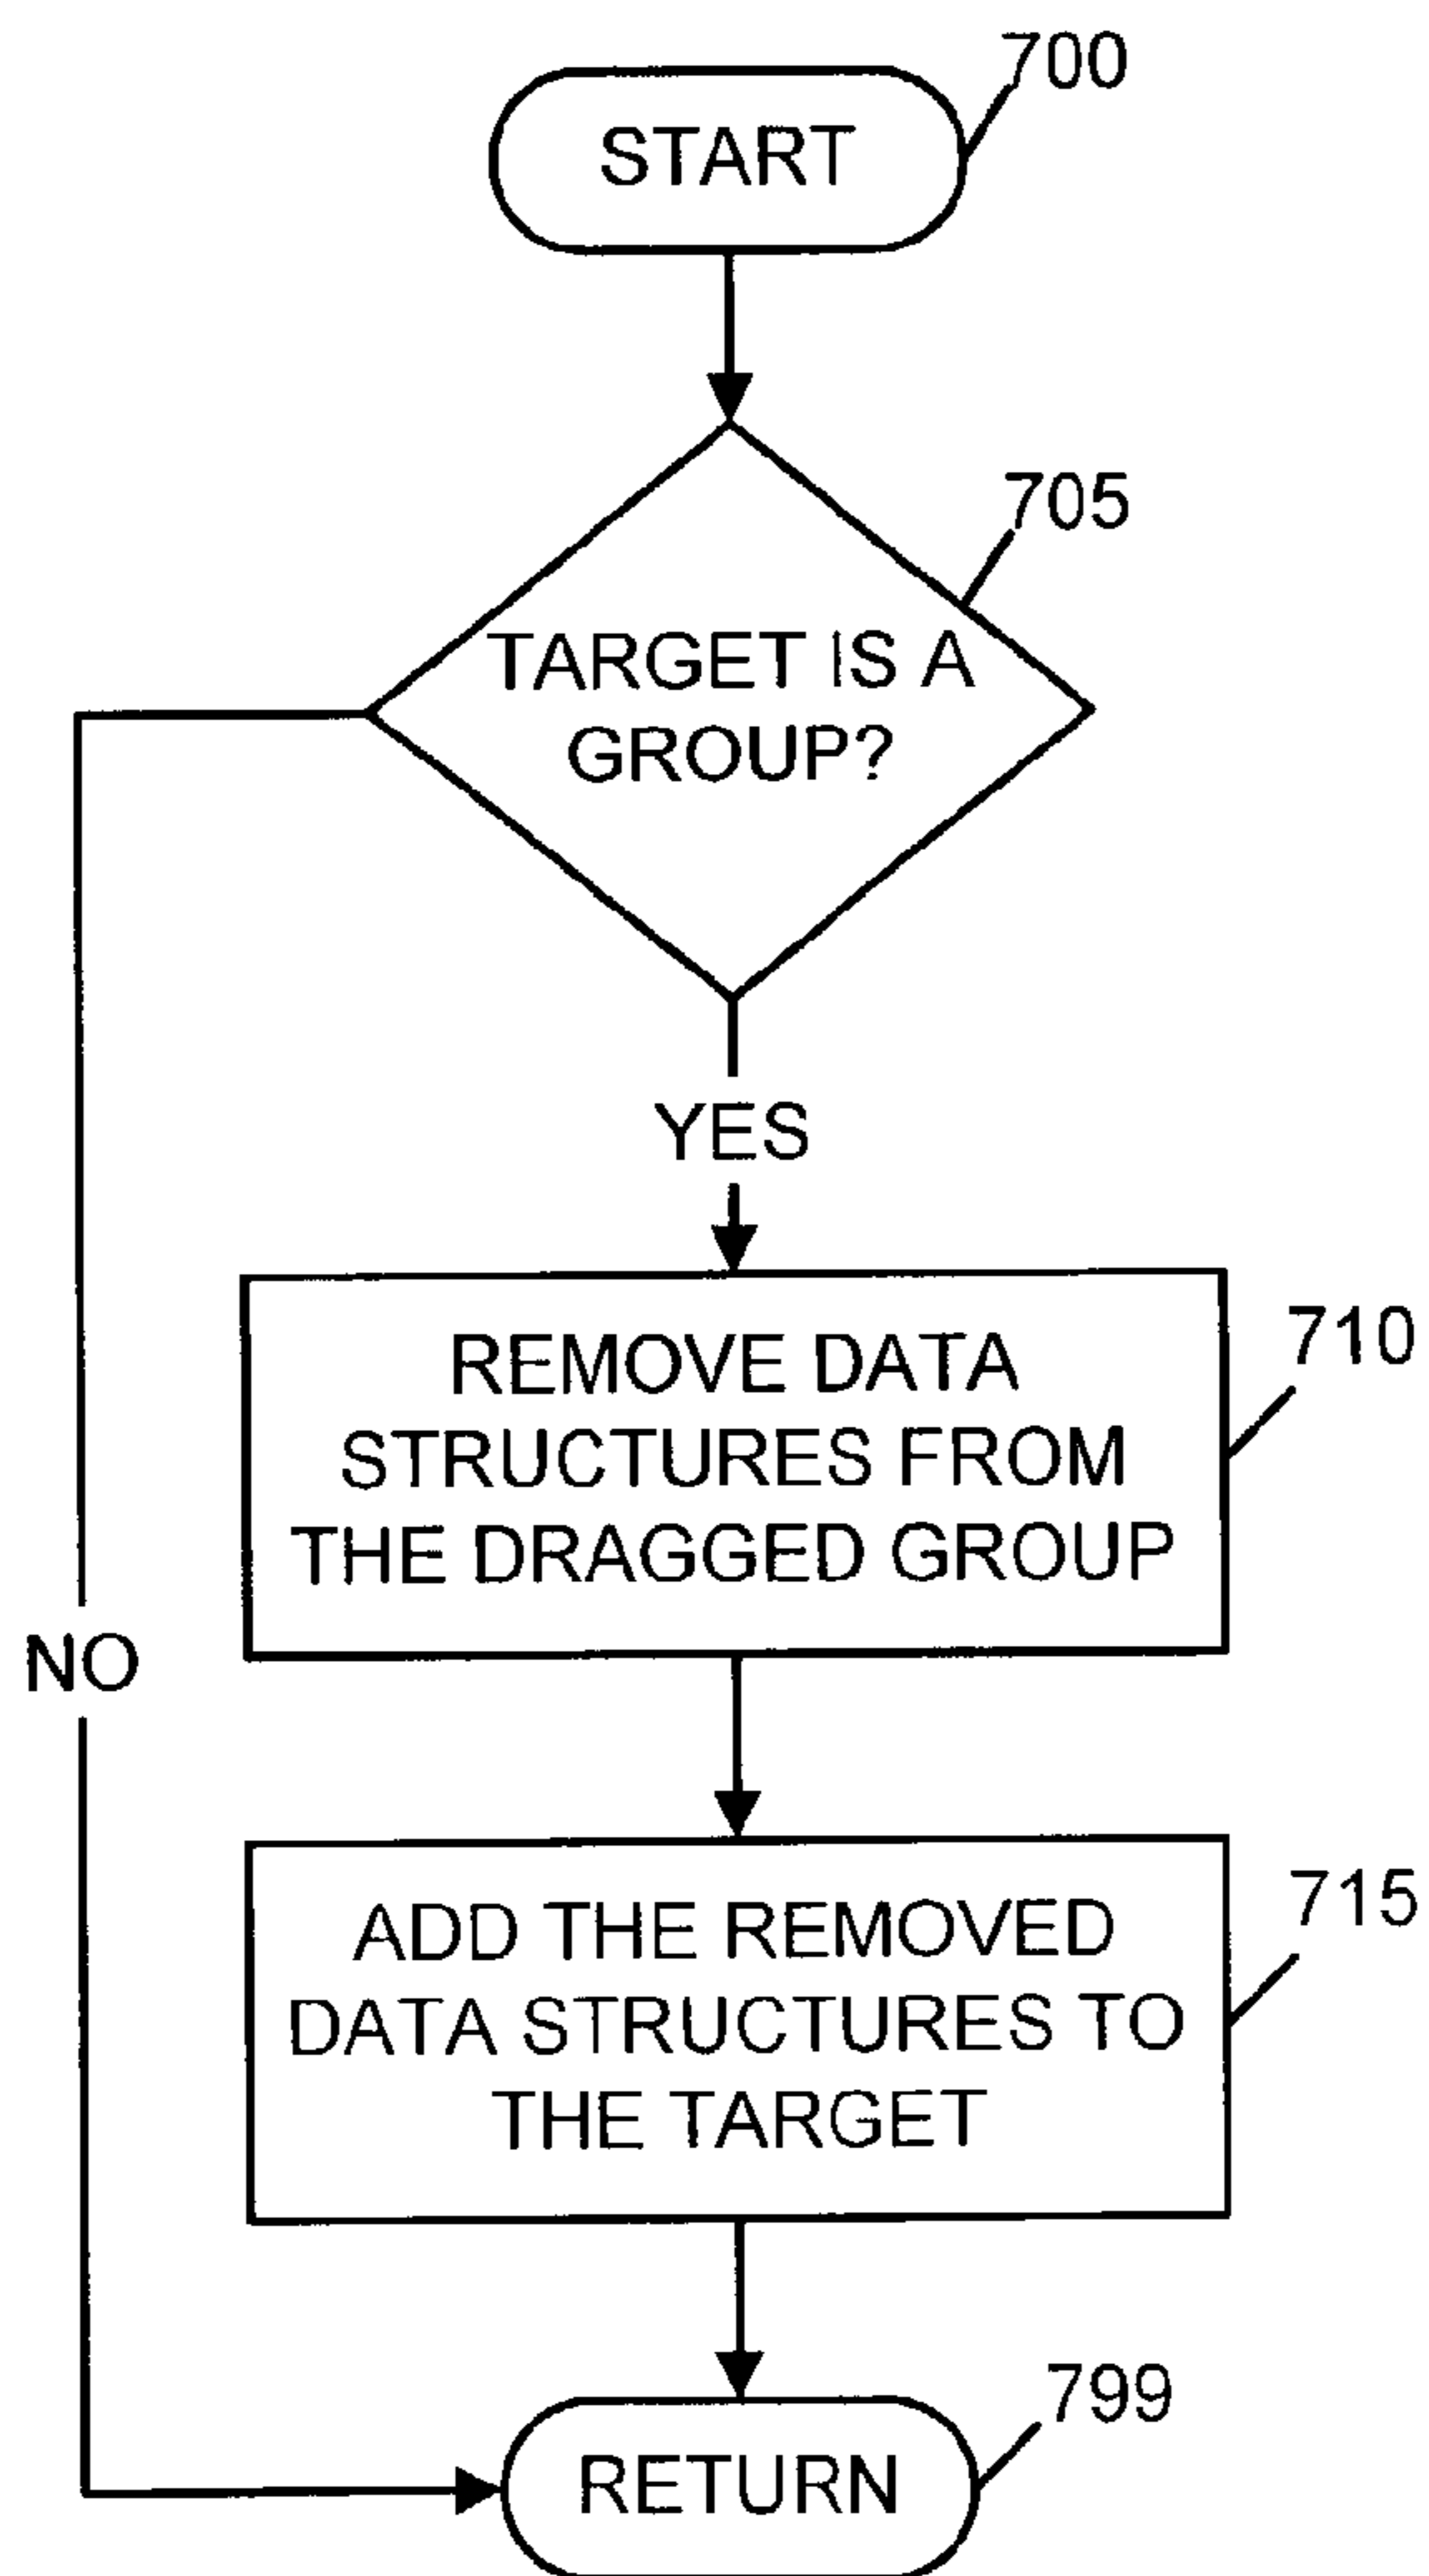 700
START
705
TARGET IS A
GROUP?
YES
710
REMOVE DATA
STRUCTURES FROM
THE DRAGGED GROUP
NO
715
ADD THE REMOVED
DATA STRUCTURES TO
THE TARGET
799
RETURN